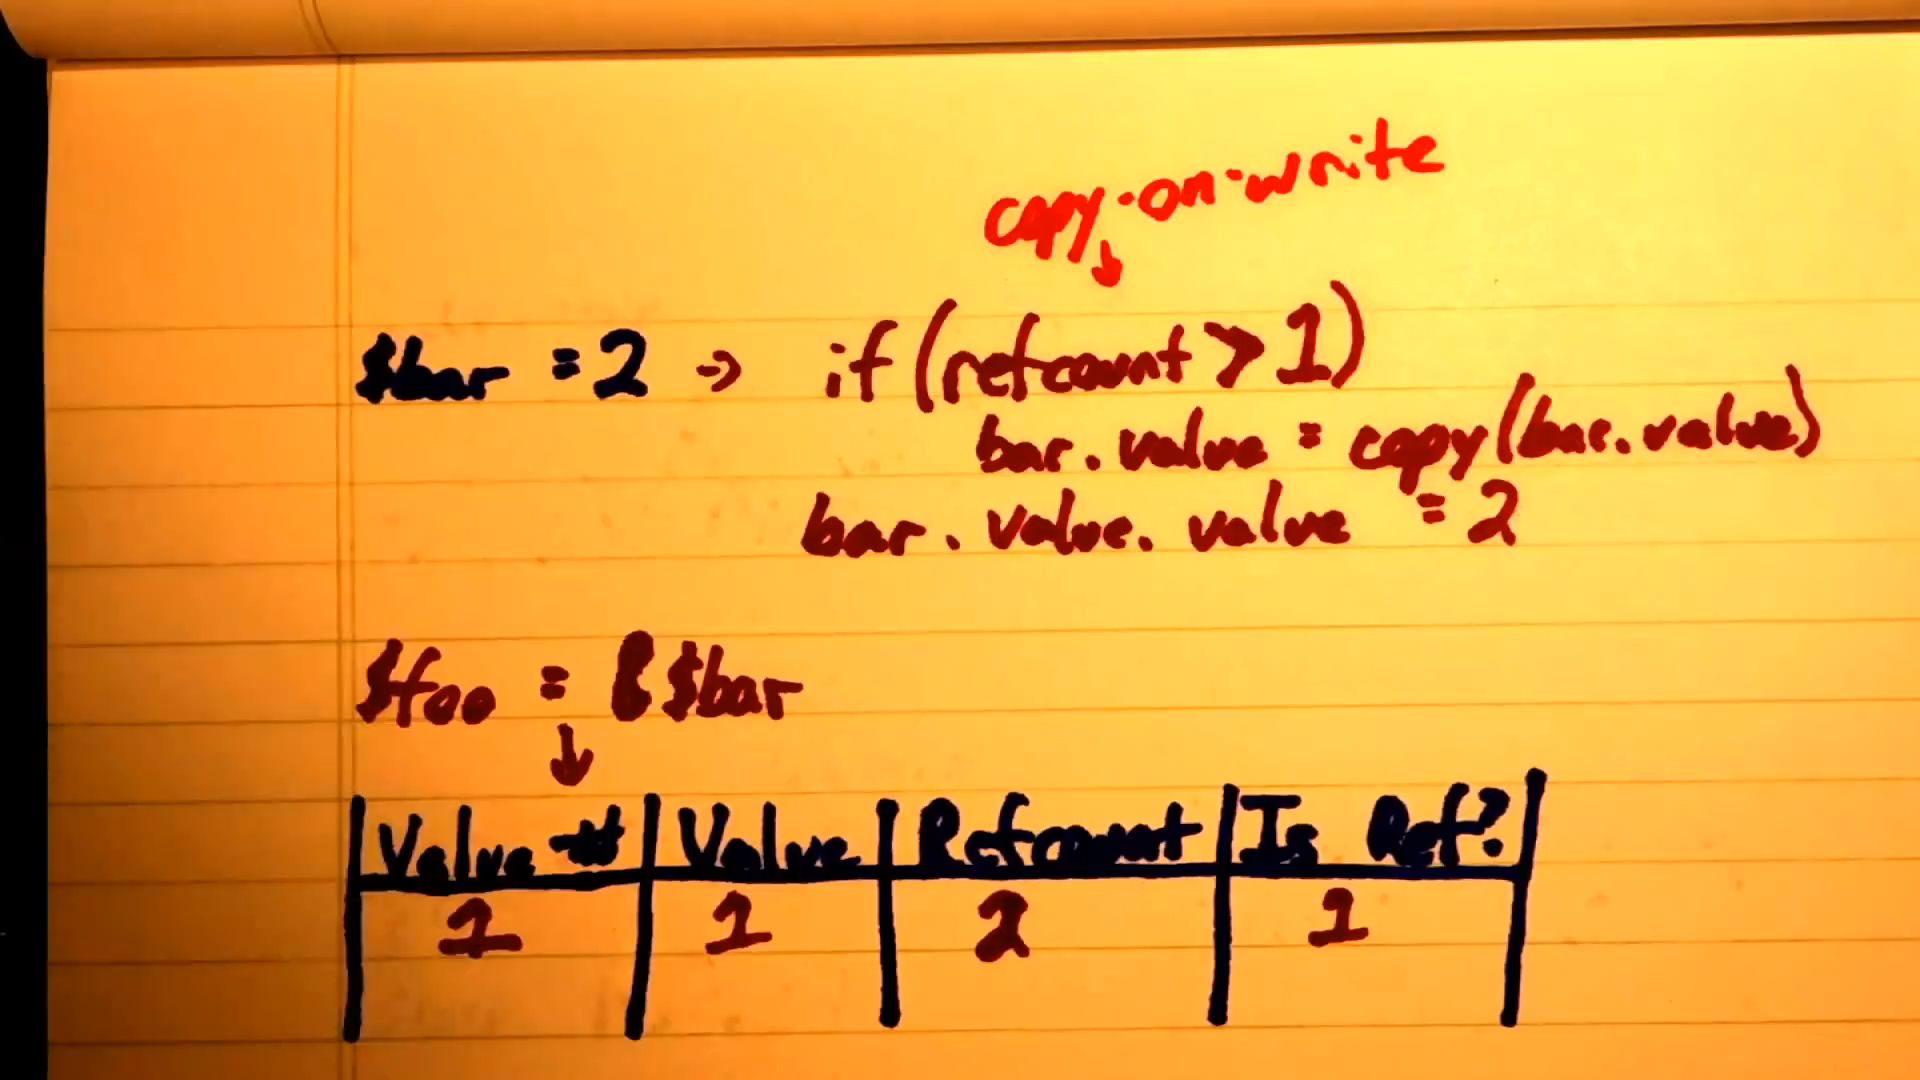 copy-on-write
↓
$bar = 2 -> if (refcount > 1)
bar.value = copy(bar.value)
bar.value.value = 2
$foo = &$bar
↓
Value # | Value | Refcount | Is Ref?
1 | 1 | 2 | 1